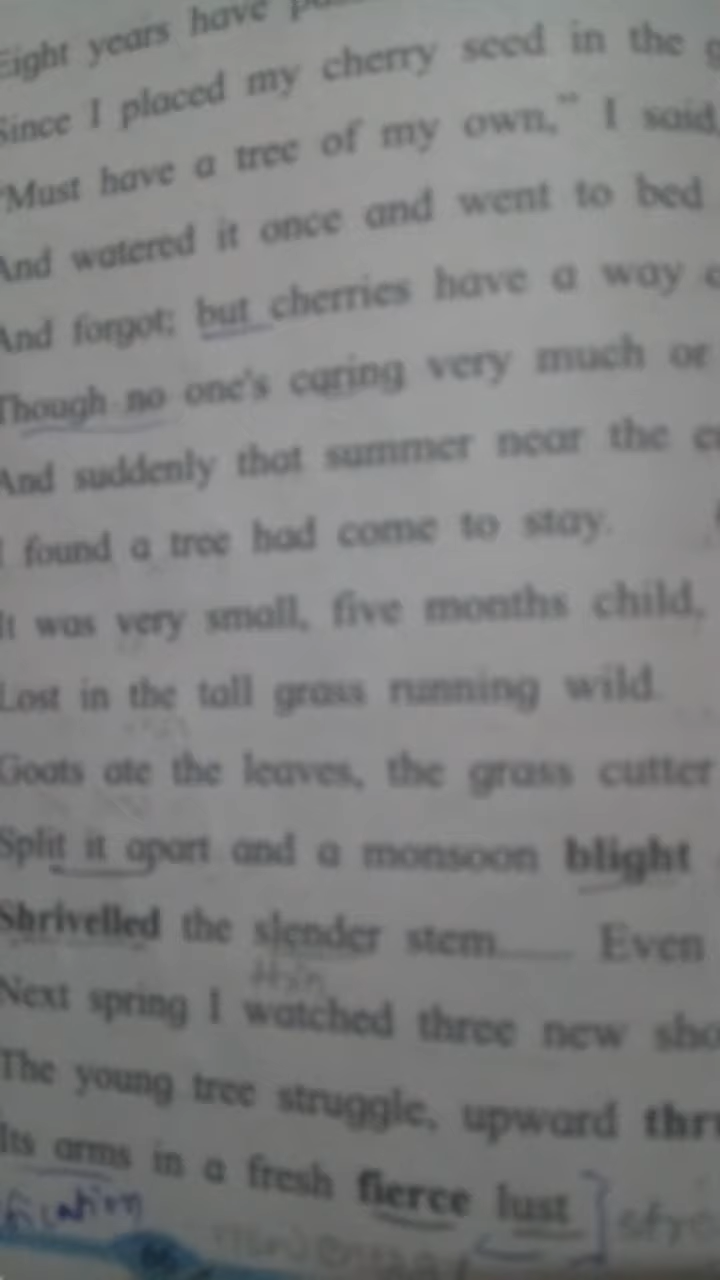 Eight years have
Since I placed my cherry seed in the
"Must have a tree of my own," I said,
And watered it once and went to bed
And forgot; but cherries have a way
Though no one's caring very much or
And suddenly that summer near the
I found a tree had come to stay.
It was very small, five months child,
Lost in the tall grass running wild.
Goats ate the leaves, the grass cutter
Split it apart and a monsoon blight
Shrivelled the slender stem...... Even
thin
Next spring I watched three new
The young tree struggle, upward
Its arms in a fresh fierce lust